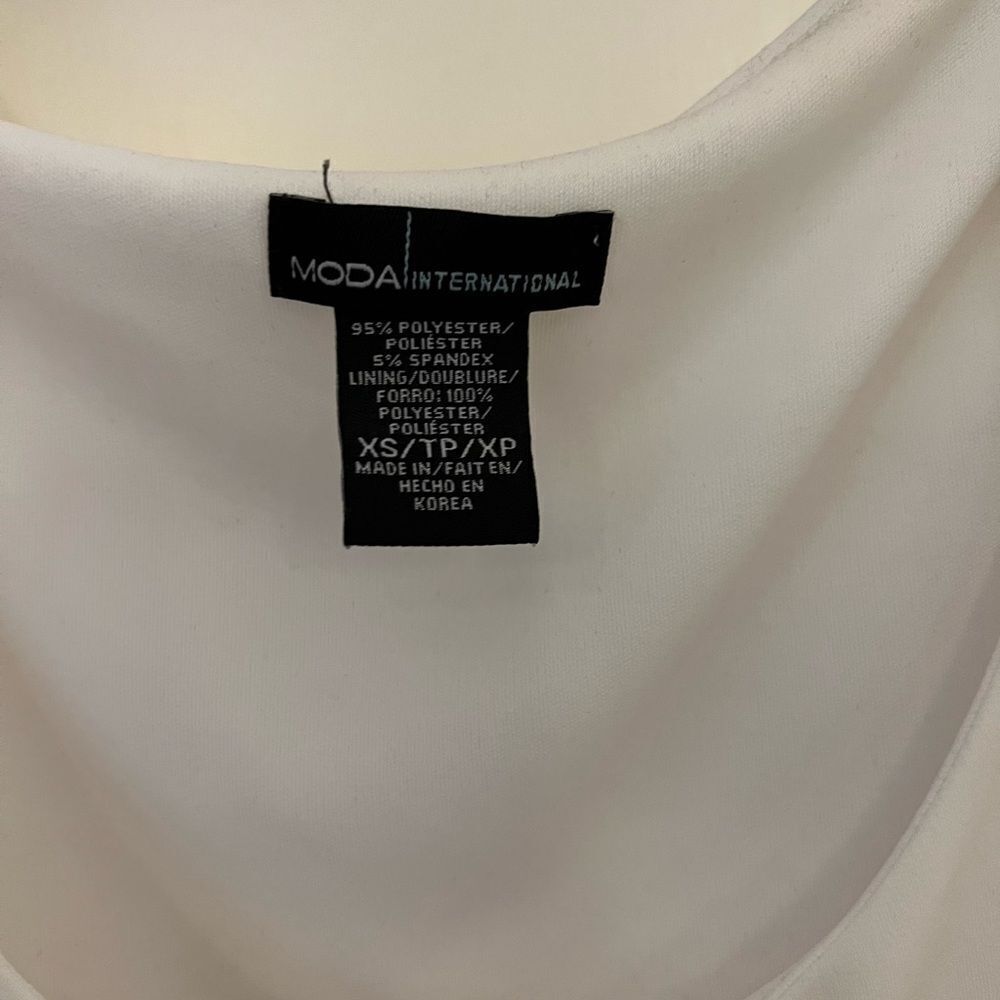 MODA INTERNATIONAL
95% POLYESTER/
POLIÉSTER
5% SPANDEX
LINING/DOUBLURE/
FORRO: 100%
POLYESTER/
POLIÉSTER
XS/TP/XP
MADE IN/FAIT EN/
HECHO EN
KOREA